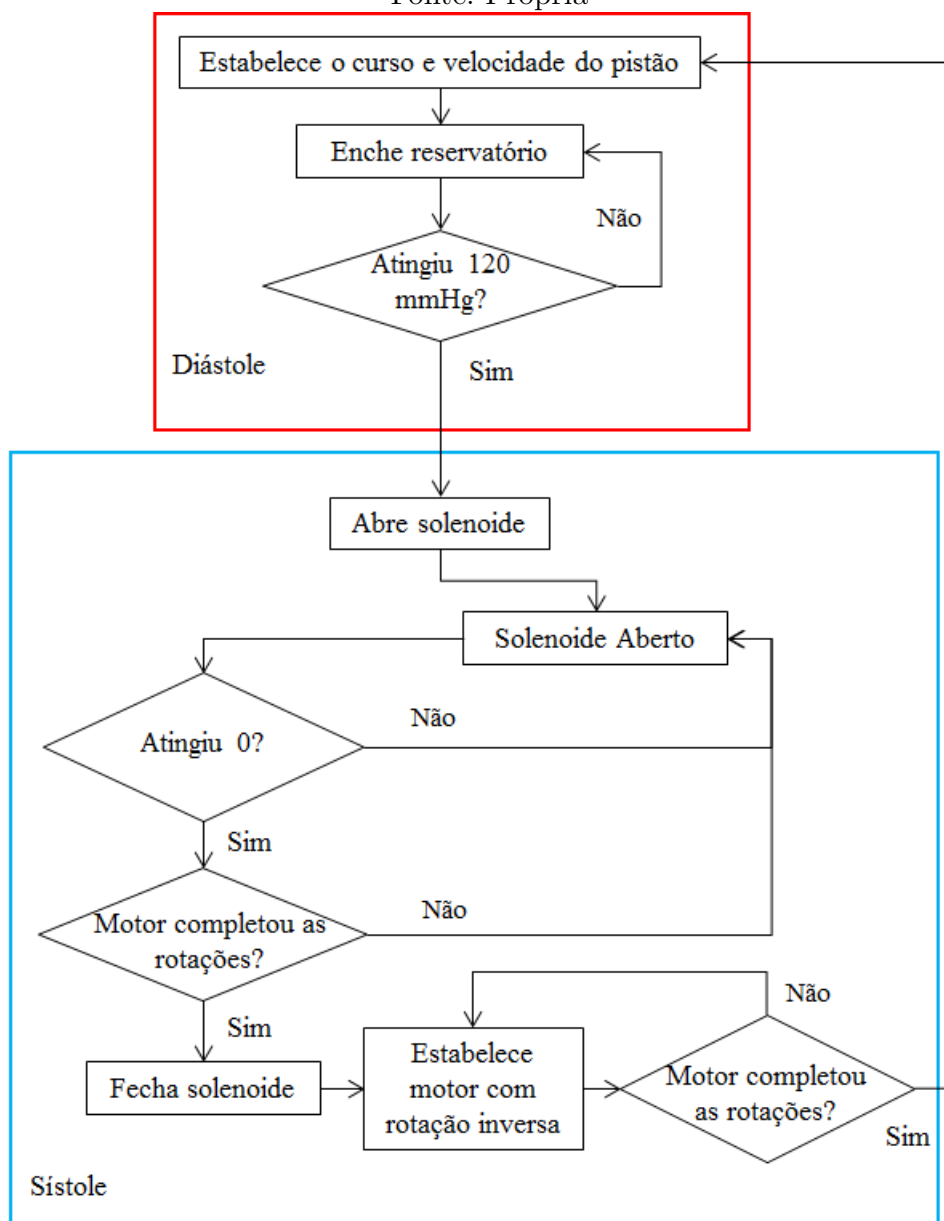 Fonte: Própria
Estabelece o curso e velocidade do pistão
Enche reservatório
Não
Atingiu 120
mmHg?
Diástole
Sim
Abre solenoide
Solenoide Aberto
Não
Atingiu 0?
Sim
Não
Motor completou as
rotações?
Não
Sim
Estabelece
motor com
rotação inversa
Fecha solenoide
Motor completou
as rotações?
Sim
Sístole